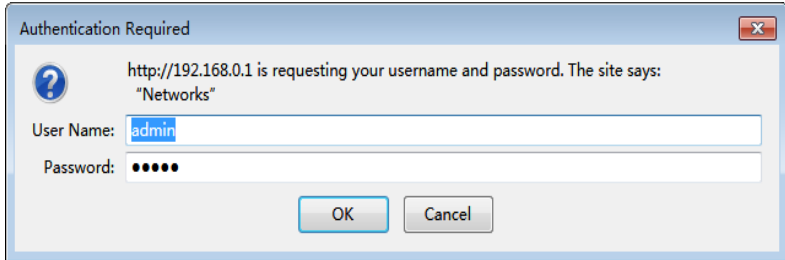 Authentication Required
http://192.168.0.1 is requesting your username and password. The site says:
"Networks"
User Name: admin
Password: ●●●●●
OK Cancel